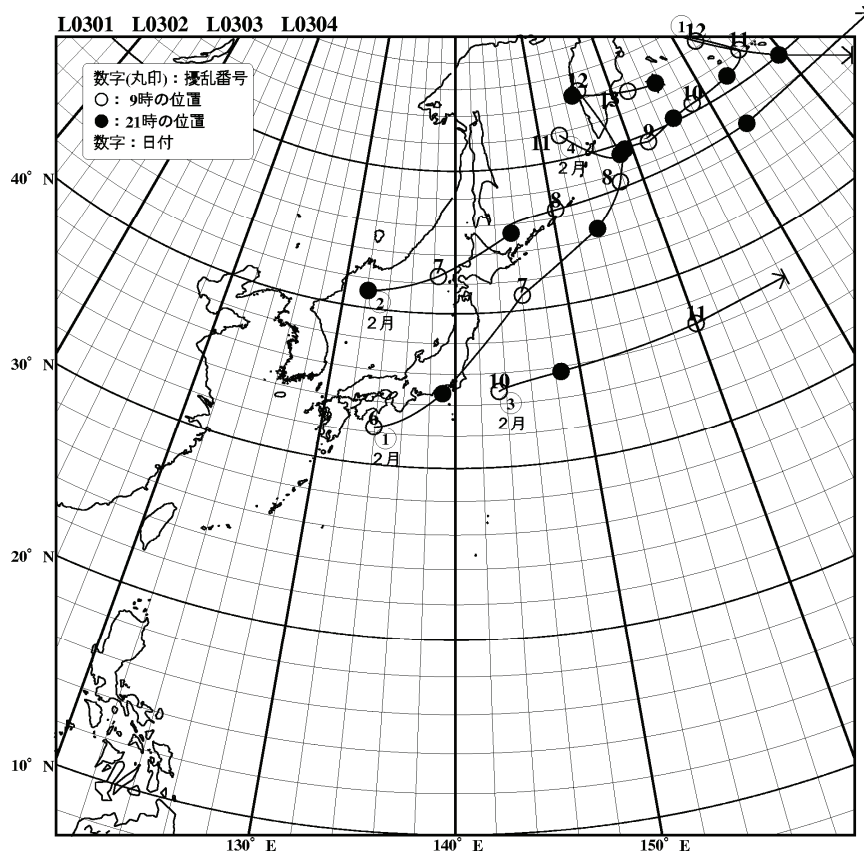 L0301 L0302 L0303 L0304
数字(丸印)：擾乱番号
○： 9時の位置
●：21時の位置
数字：日付
1 12 11
12 13 10
11 4 2月 9
8 8
40° N
7 7
2 2月
11
30° N
10 3 2月
6 1 2月
20° N
10° N
130° E 140° E 150° E